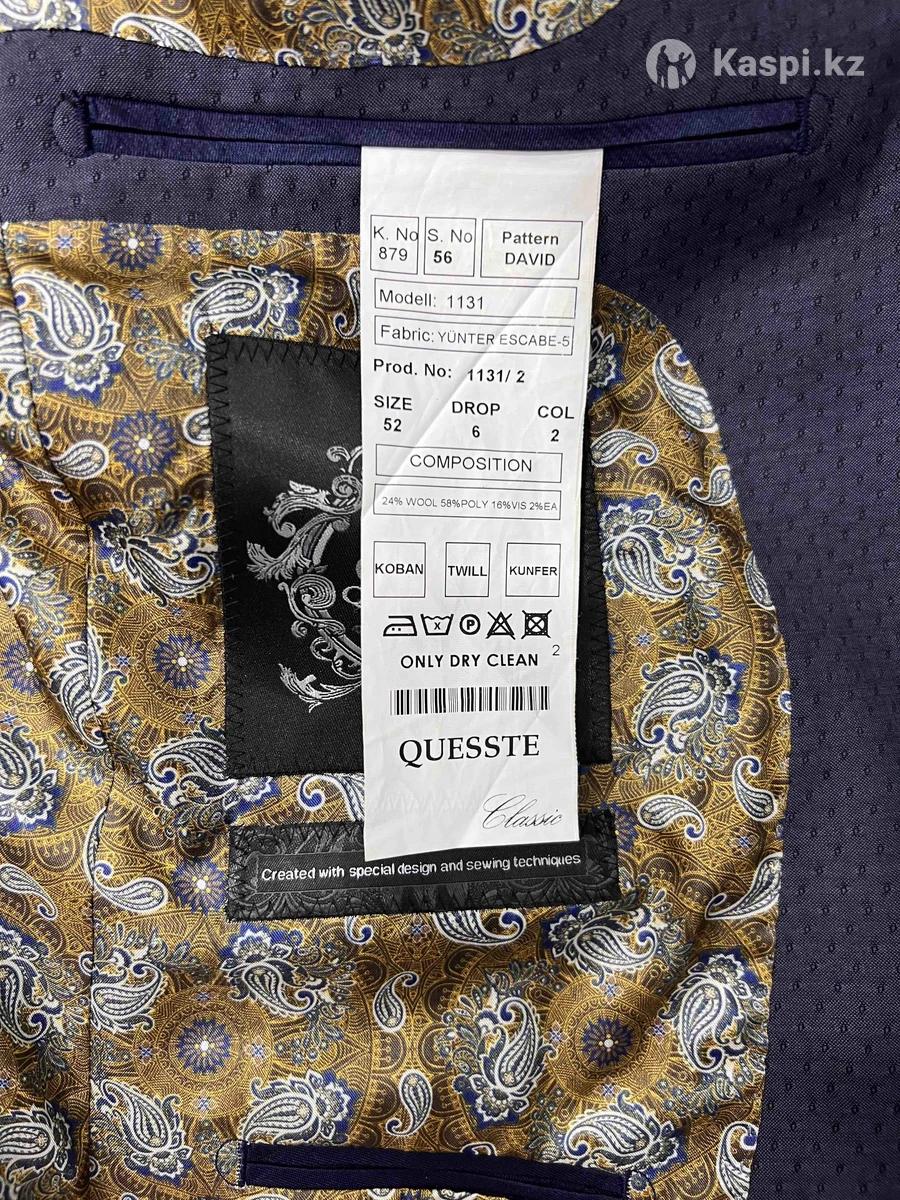 Kaspi.kz
K. No S. No Pattern
879 56 DAVID
Modell: 1131
Fabric: YÜNTER ESCABE-5
Prod. No: 1131/ 2
SIZE DROP COL
52 6 2
COMPOSITION
24% WOOL 58%POLY 16%VIS 2%EA
KOBAN TWILL KUNFER
X P
ONLY DRY CLEAN 2
QUESSTE
Classic
Created with special design and sewing techniques